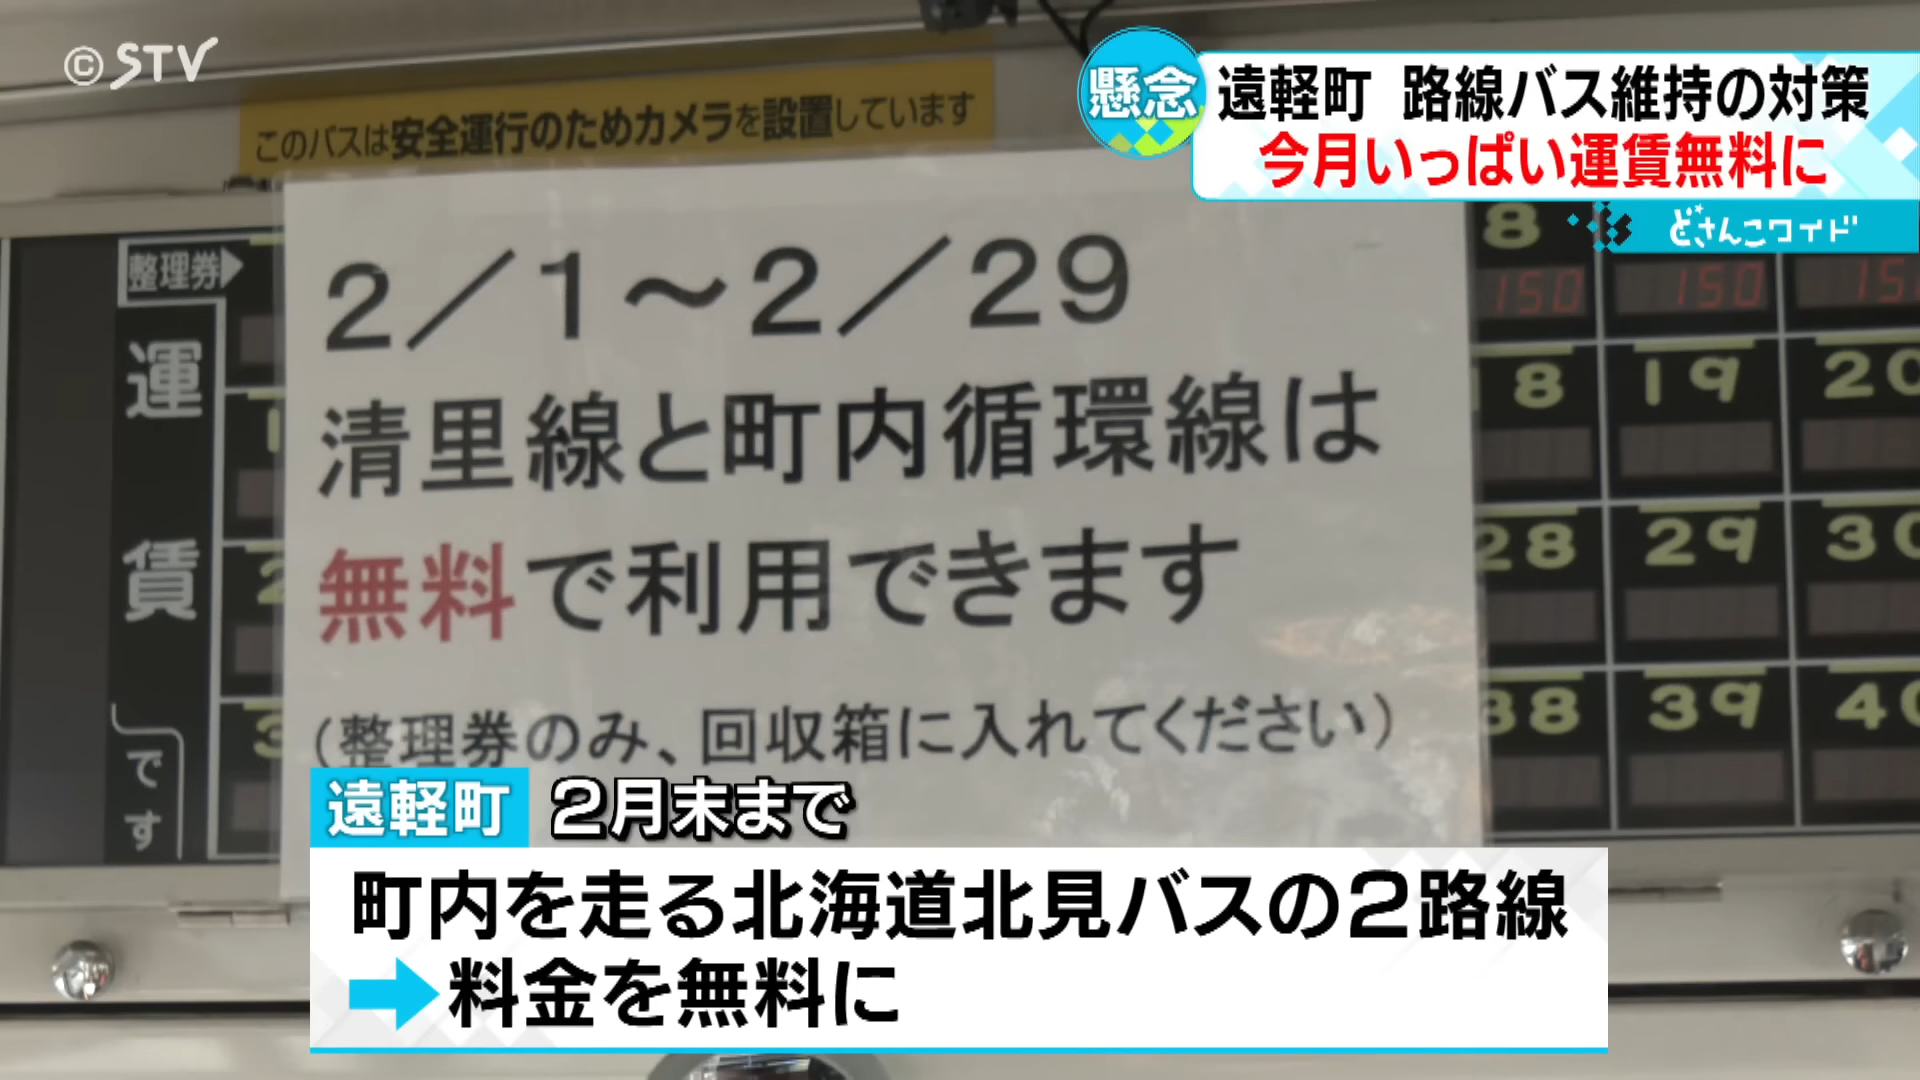 © STV
懸念
遠軽町 路線バス維持の対策
今月いっぱい運賃無料に
どさんこワイド
このバスは安全運行のためカメラを設置しています
整理券
運賃です
2／1～2／29
清里線と町内循環線は
無料で利用できます
（整理券のみ、回収箱に入れてください）
8
150 150
18 19 20
28 29 30
38 39 40
遠軽町 2月末まで
町内を走る北海道北見バスの2路線
➡料金を無料に